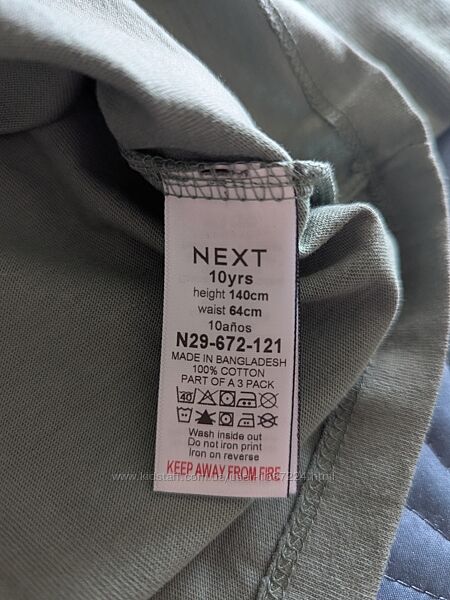 NEXT
10yrs
height 140cm
waist 64cm
10años
N29-672-121
MADE IN BANGLADESH
100% COTTON
PART OF A 3 PACK
40
Wash inside out
Do not iron print
Iron on reverse
KEEP AWAY FROM FIRE